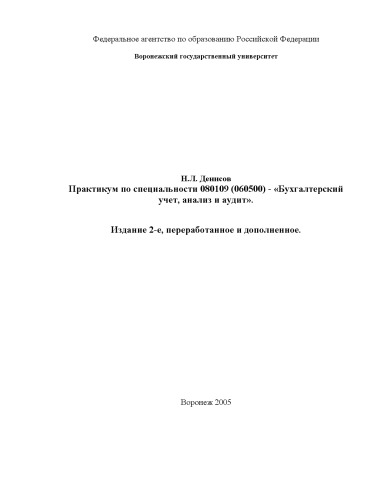 Федеральное агентство по образованию Российской Федерации
Воронежский государственный университет
Н.Л. Денисов
Практикум по специальности 080109 (060500) - «Бухгалтерский
учет, анализ и аудит».
Издание 2-е, переработанное и дополненное.
Воронеж 2005